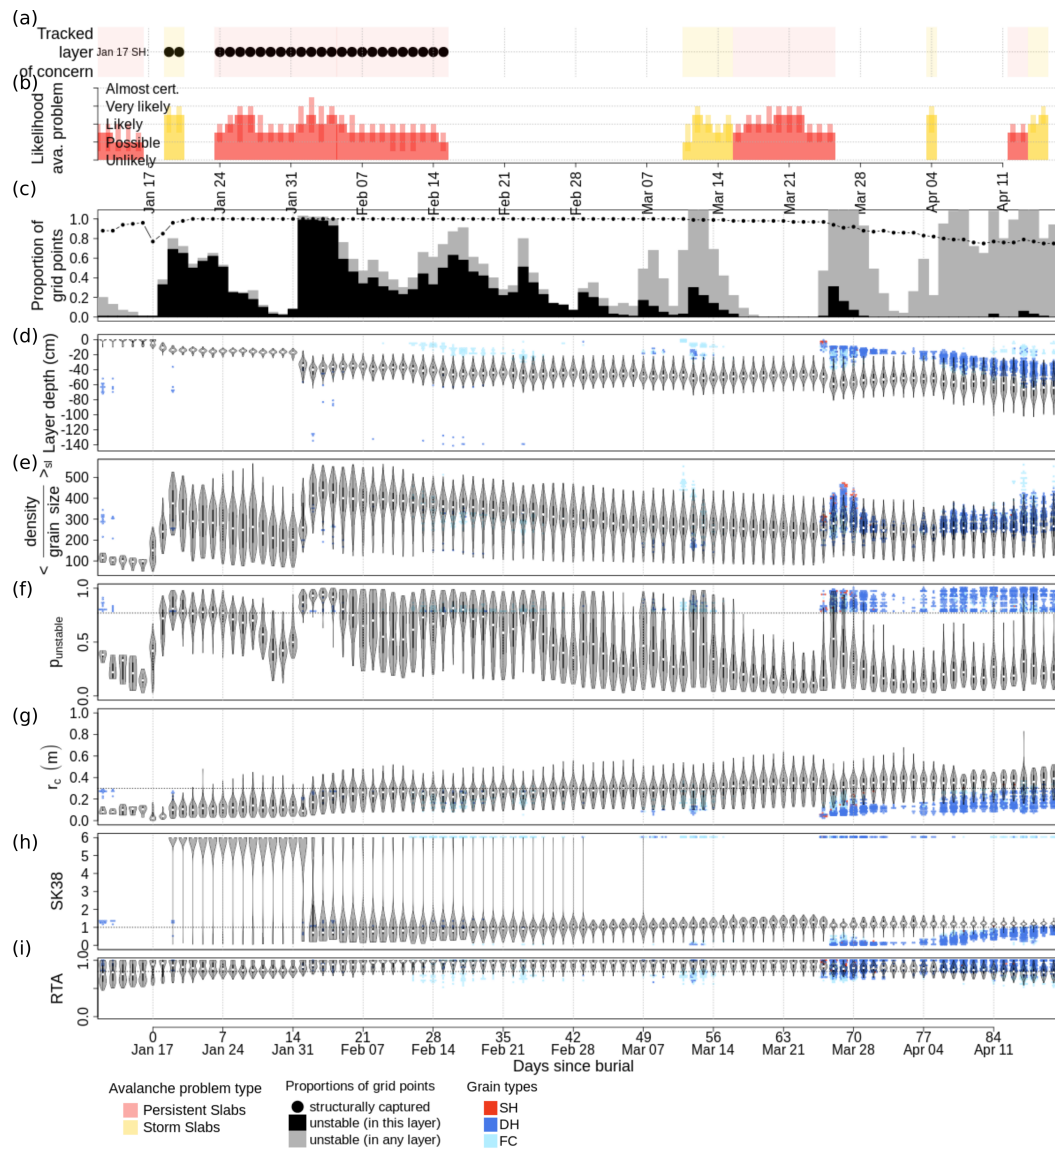 (a)
Tracked
layer
of concern
Jan 17 SH:
(b)
Likelihood
ava. problem
Almost cert.
Very likely
Likely
Possible
Unlikely
Jan 17
Jan 24
Jan 31
Feb 07
Feb 14
Feb 21
Feb 28
Mar 07
Mar 14
Mar 21
Mar 28
Apr 04
Apr 11
(c)
Proportion of
grid points
1.0
0.8
0.6
0.4
0.2
0.0
(d)
Layer depth (cm)
0
-20
-40
-60
-80
-100
-120
-140
(e)
< density / grain size >sl
500
400
300
200
100
(f)
punstable
1.0
0.5
0.0
(g)
rc (m)
1.0
0.8
0.6
0.4
0.2
0.0
(h)
SK38
6
5
4
3
2
1
0
(i)
RTA
1.0
0.0
0 7 14 21 28 35 42 49 56 63 70 77 84
Jan 17 Jan 24 Jan 31 Feb 07 Feb 14 Feb 21 Feb 28 Mar 07 Mar 14 Mar 21 Mar 28 Apr 04 Apr 11
Days since burial
Avalanche problem type
Persistent Slabs
Storm Slabs
Proportions of grid points
structurally captured
unstable (in this layer)
unstable (in any layer)
Grain types
SH
DH
FC